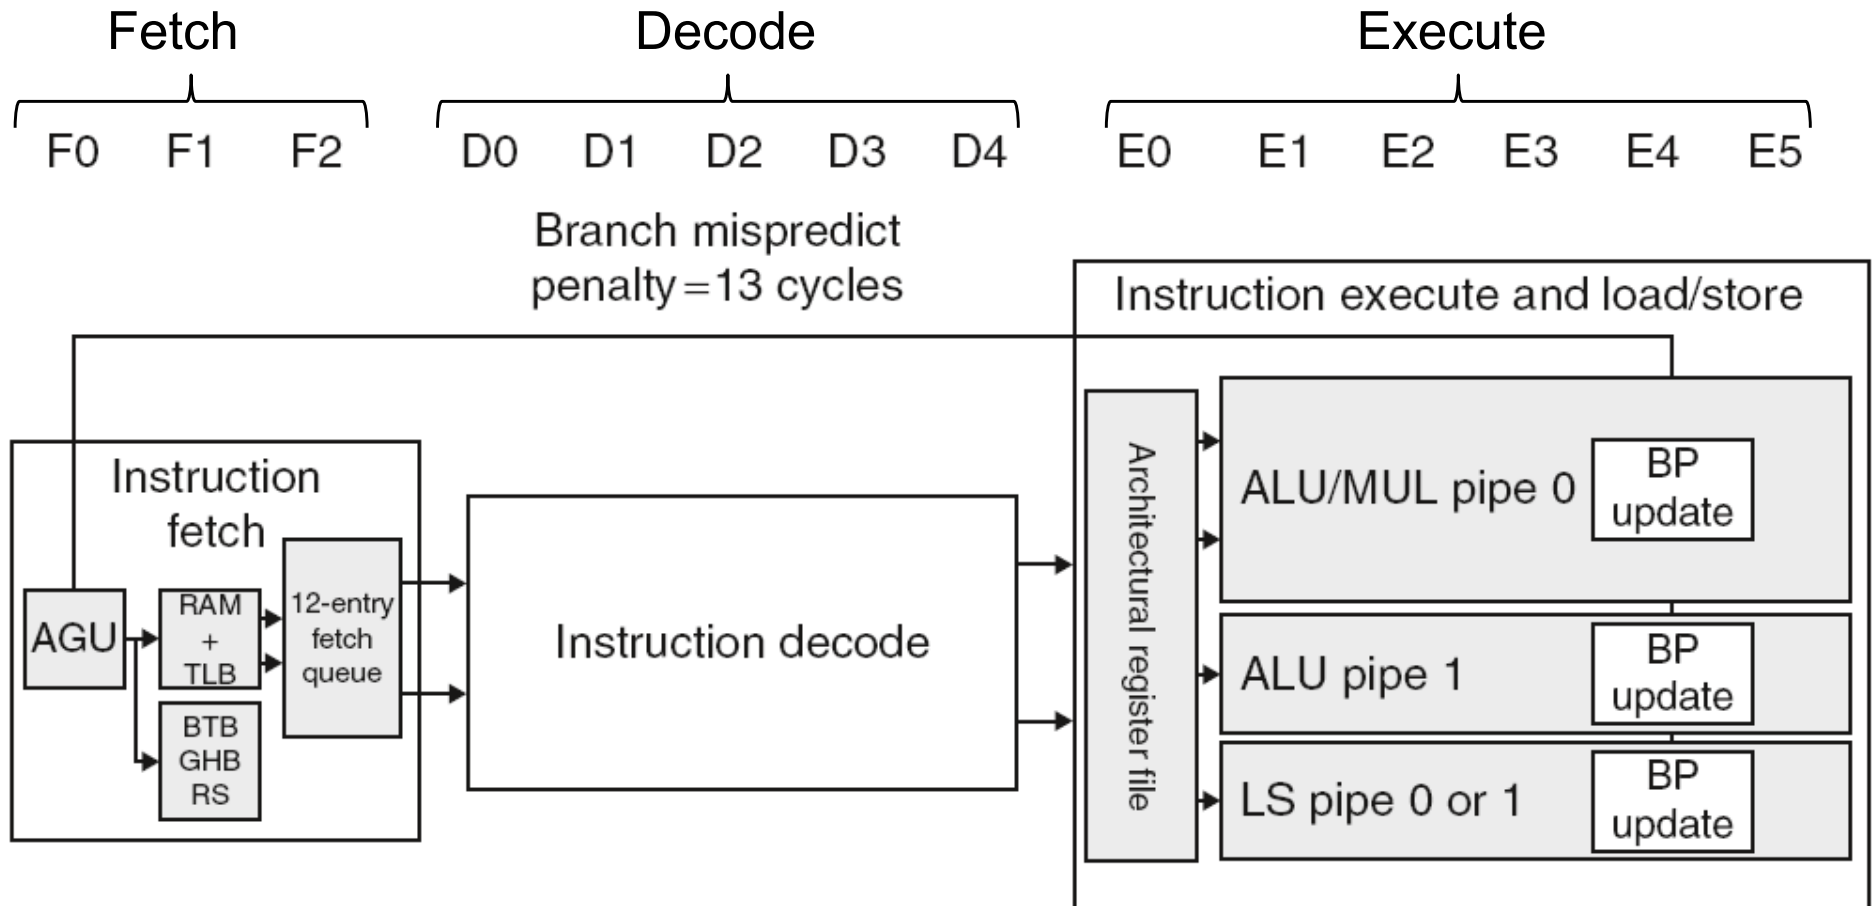 Fetch Decode Execute
F0 F1 F2 D0 D1 D2 D3 D4 E0 E1 E2 E3 E4 E5
Branch mispredict
penalty=13 cycles
Instruction execute and load/store
Instruction
fetch
AGU
RAM
+
TLB
BTB
GHB
RS
12-entry
fetch
queue
Instruction decode
Architectural register file
ALU/MUL pipe 0
BP
update
ALU pipe 1
BP
update
LS pipe 0 or 1
BP
update